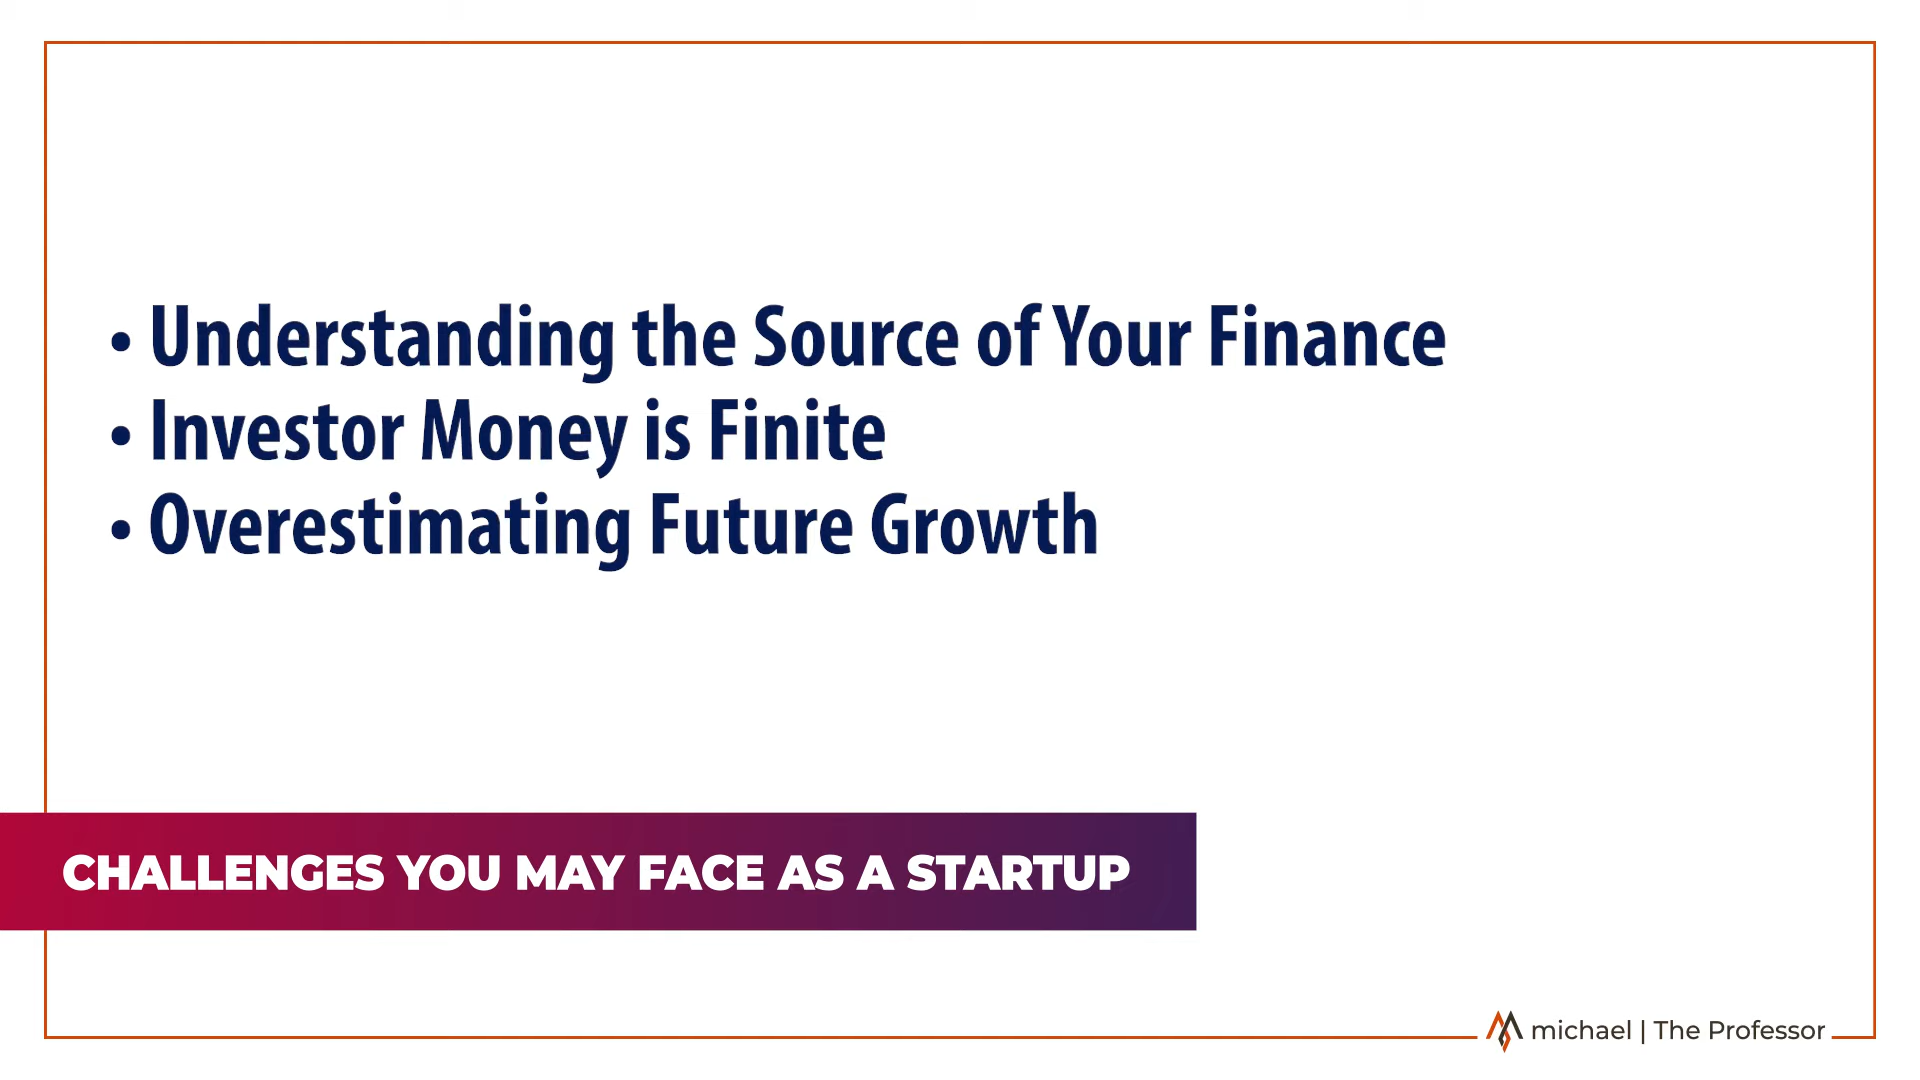 • Understanding the Source of Your Finance
• Investor Money is Finite
• Overestimating Future Growth
CHALLENGES YOU MAY FACE AS A STARTUP
michael | The Professor